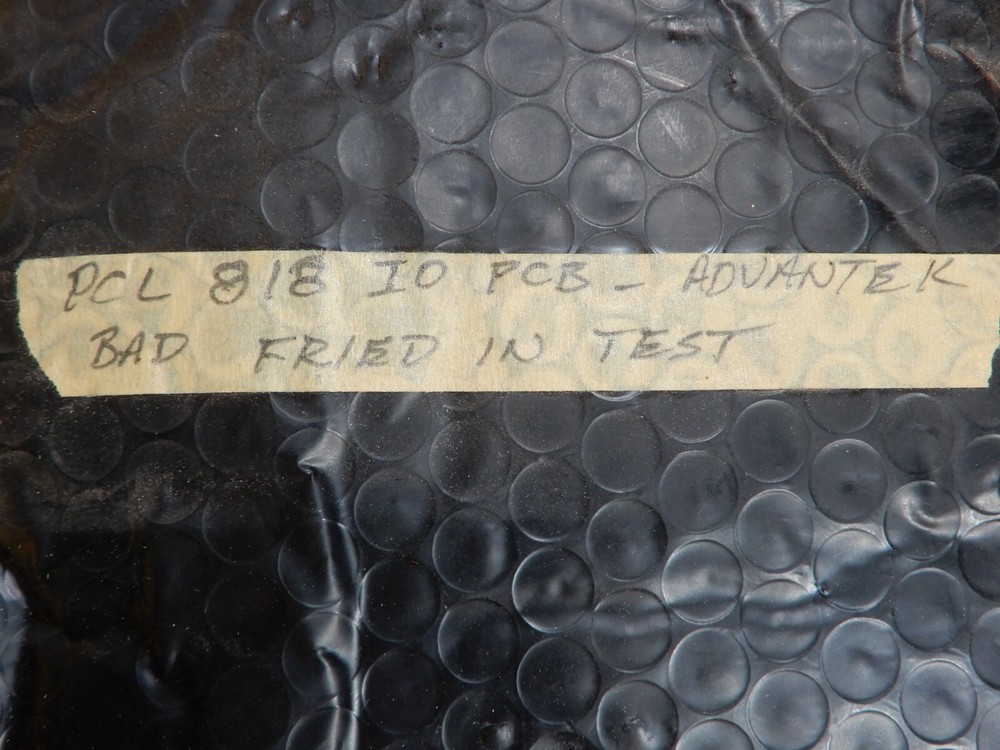 PCL 818 IO PCB - ADVANTEK
BAD FRIED IN TEST